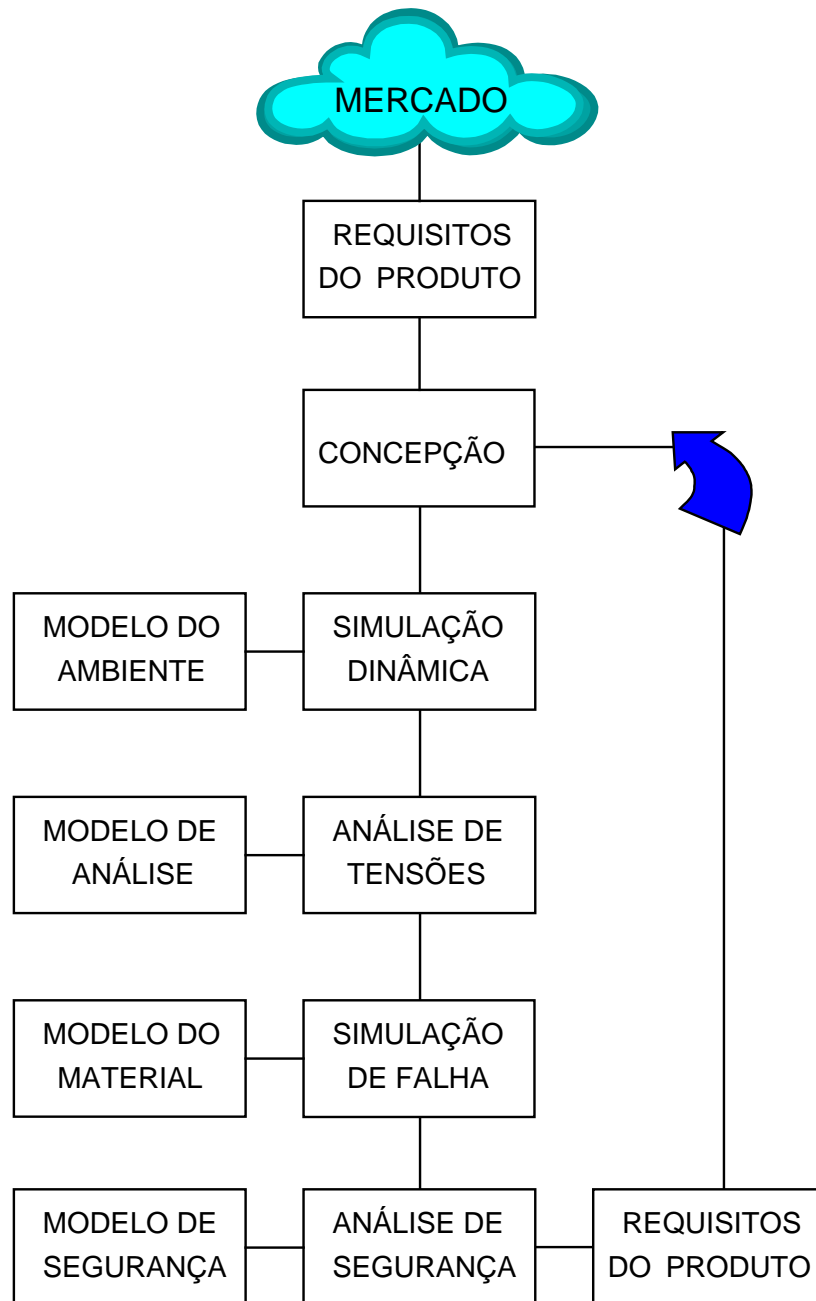 MERCADO
REQUISITOS
DO PRODUTO
CONCEPÇÃO
MODELO DO
AMBIENTE
SIMULAÇÃO
DINÂMICA
MODELO DE
ANÁLISE
ANÁLISE DE
TENSÕES
MODELO DO
MATERIAL
SIMULAÇÃO
DE FALHA
MODELO DE
SEGURANÇA
ANÁLISE DE
SEGURANÇA
REQUISITOS
DO PRODUTO